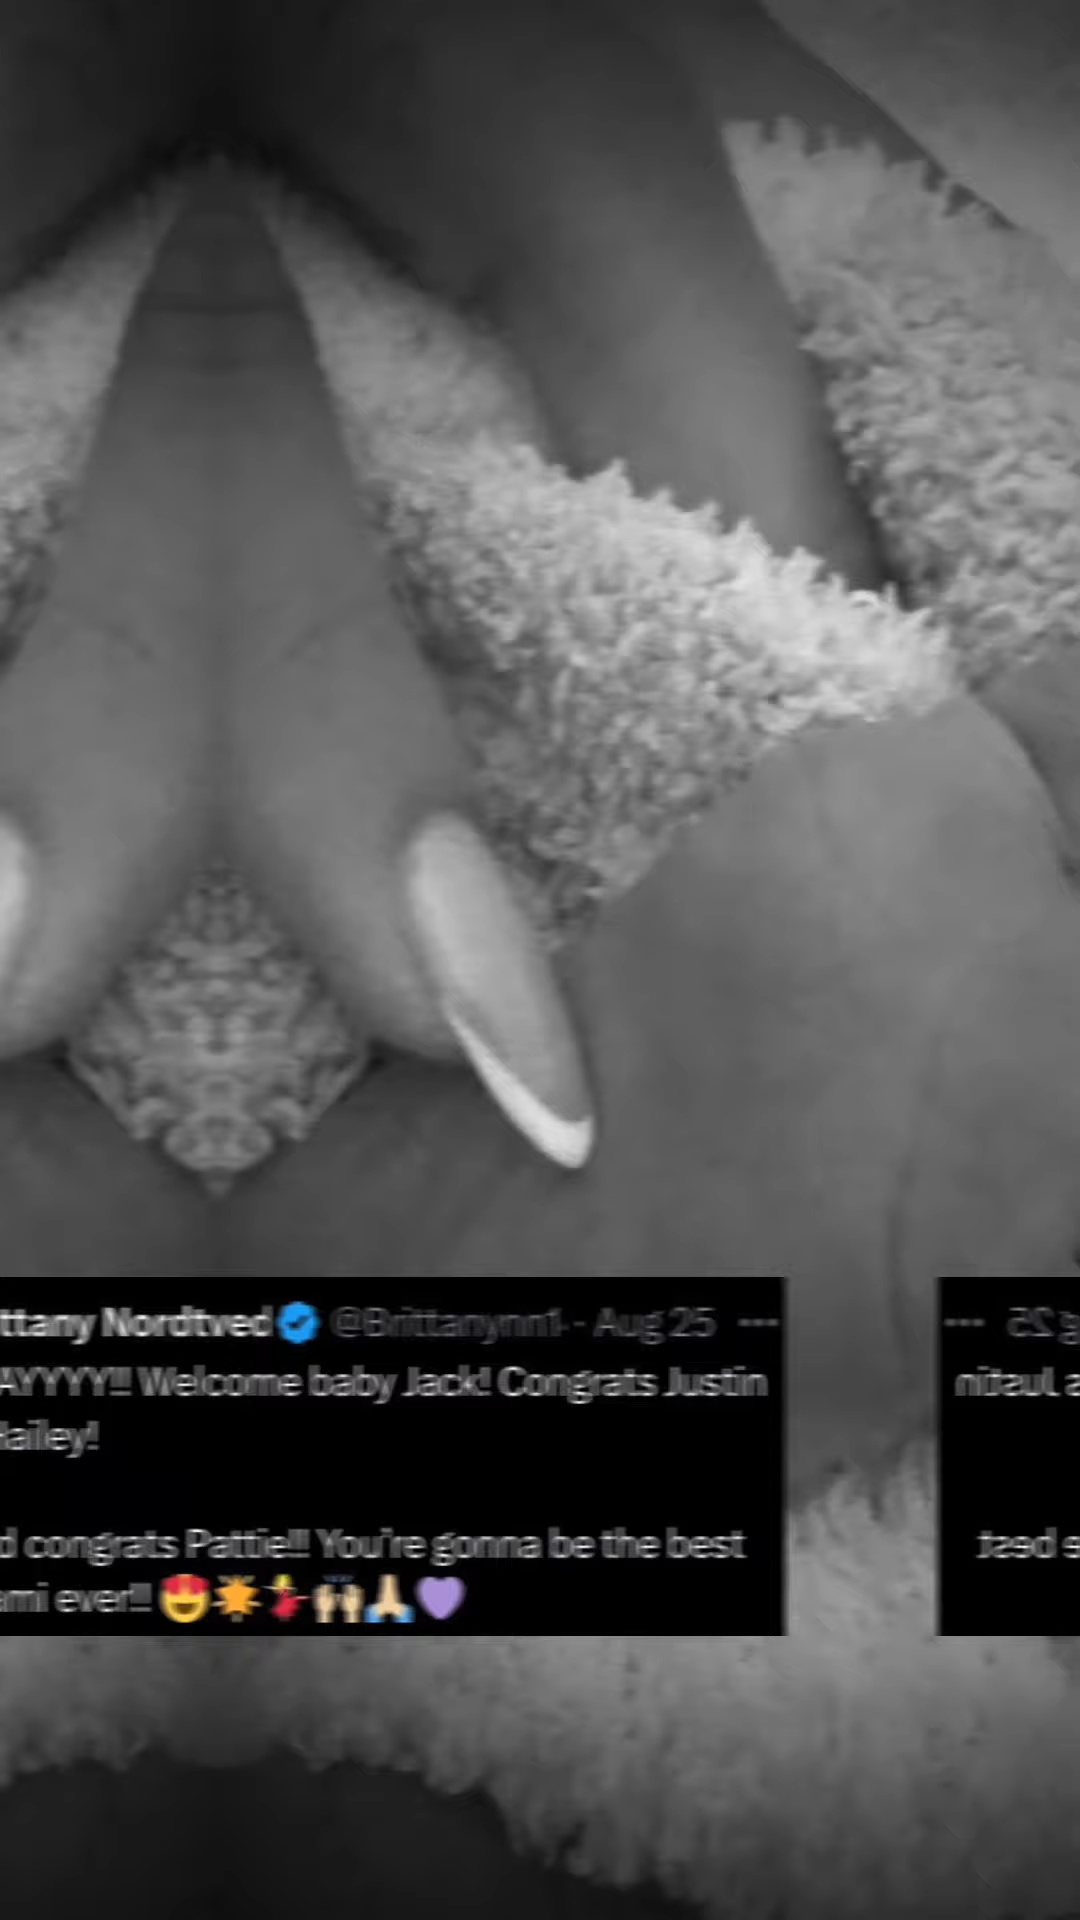 ttany Nordtved @Brittanynn1 · Aug 25 ···
AYYYY!! Welcome baby Jack! Congrats Justin
Hailey!
d congrats Pattie!! You're gonna be the best
ami ever!! 😍🌟💃🙌🙏💜